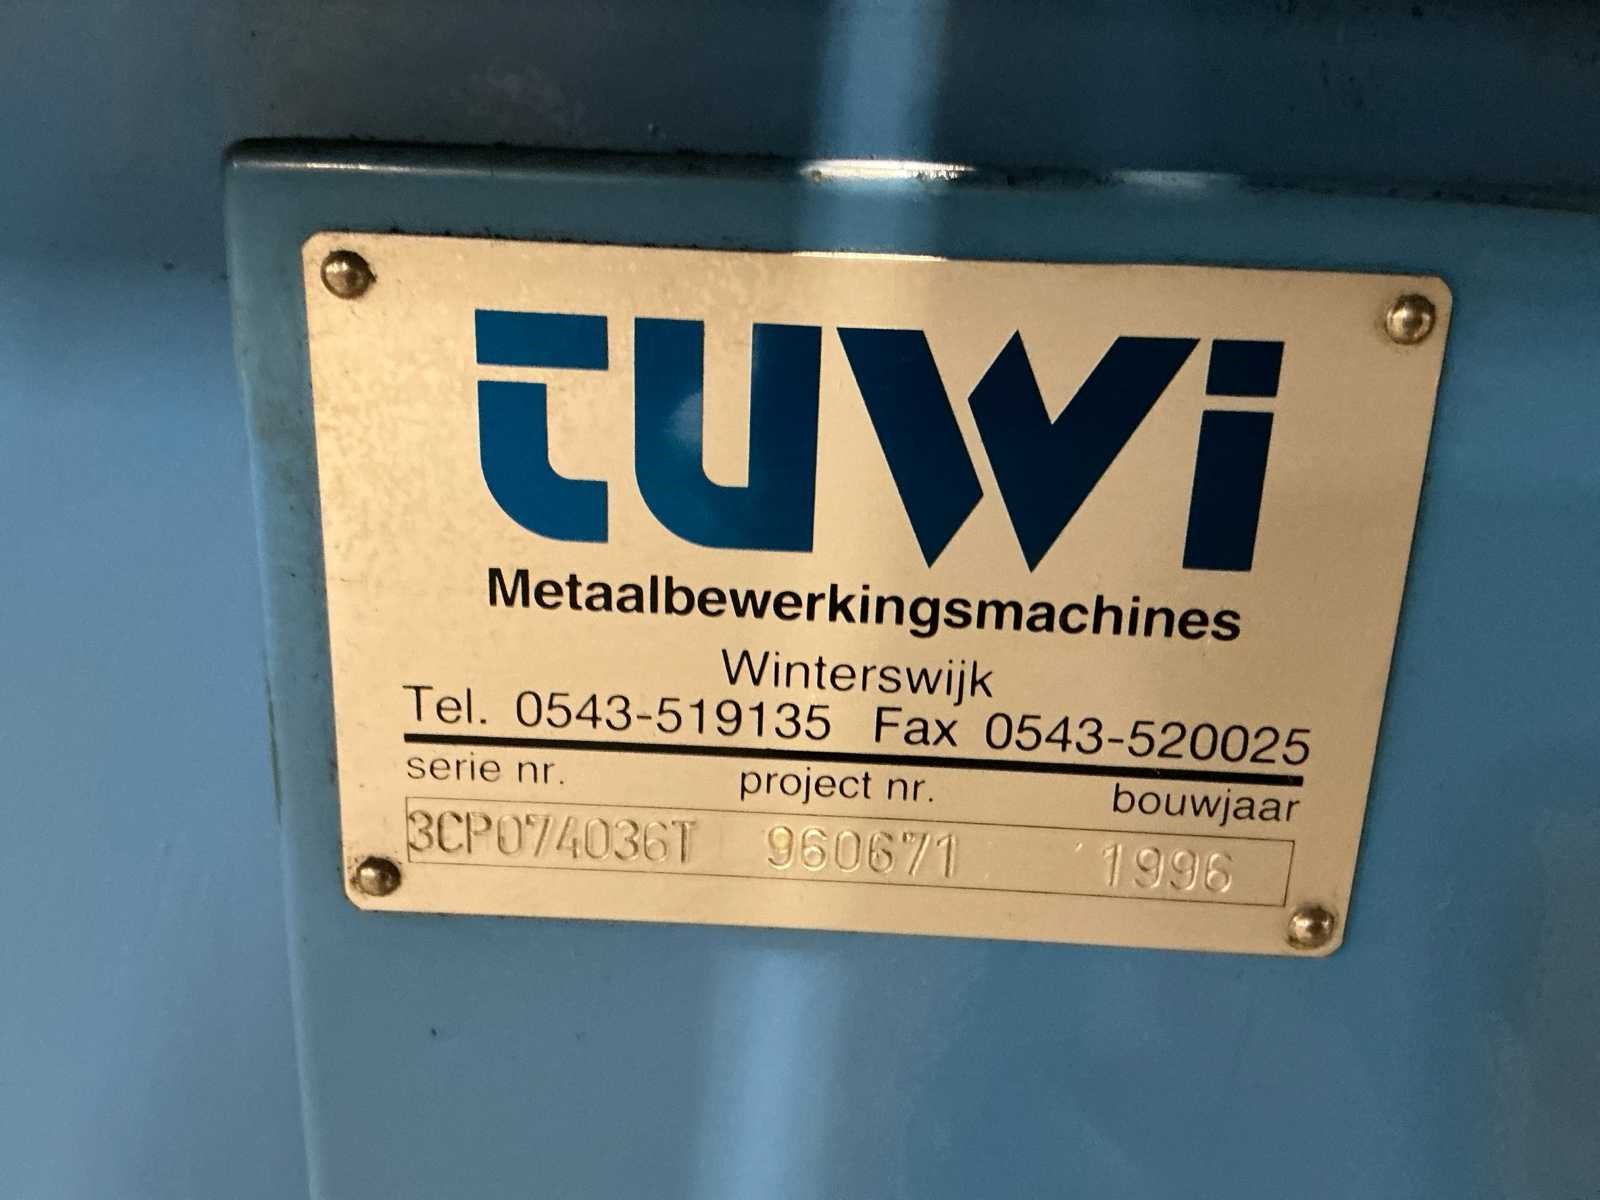 tuwi
Metaalbewerkingsmachines
Winterswijk
Tel. 0543-519135 Fax 0543-520025
serie nr. project nr. bouwjaar
3CP074036T 960671 1996